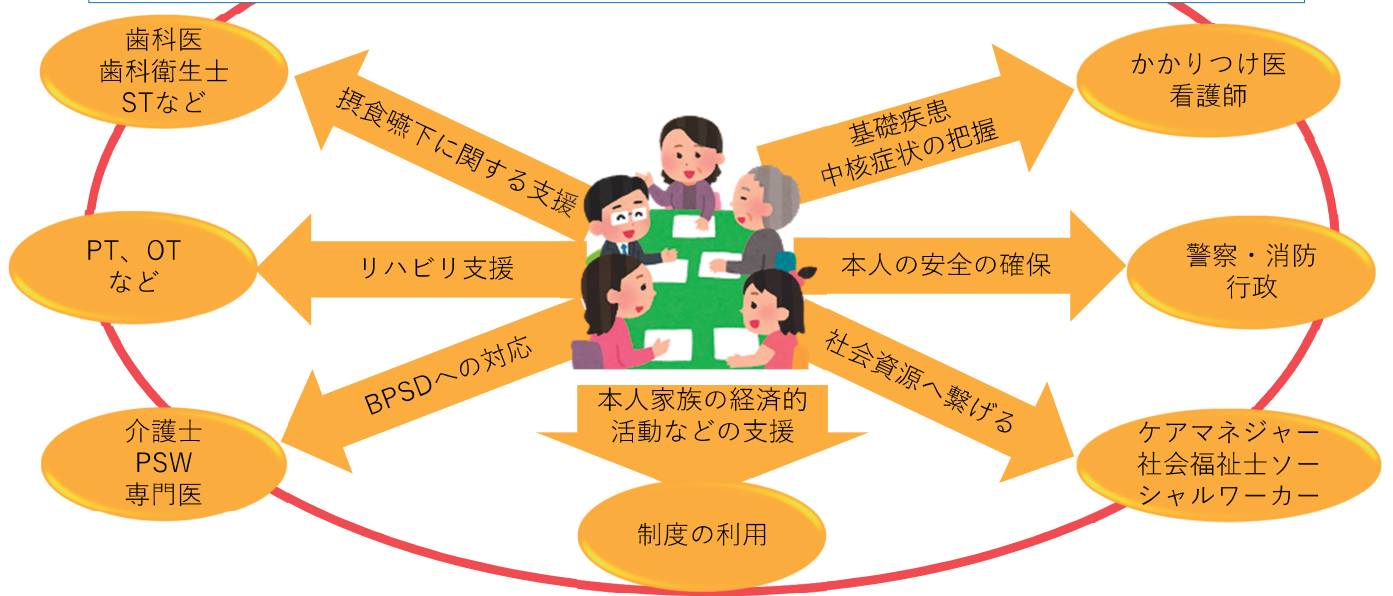 歯科医
歯科衛生士
STなど
摂食嚥下に関する支援
基礎疾患
中核症状の把握
かかりつけ医
看護師
PT、OT
など
リハビリ支援
本人の安全の確保
警察・消防
行政
BPSDへの対応
社会資源へ繋げる
介護士
PSW
専門医
本人家族の経済的
活動などの支援
ケアマネジャー
社会福祉士ソー
シャルワーカー
制度の利用